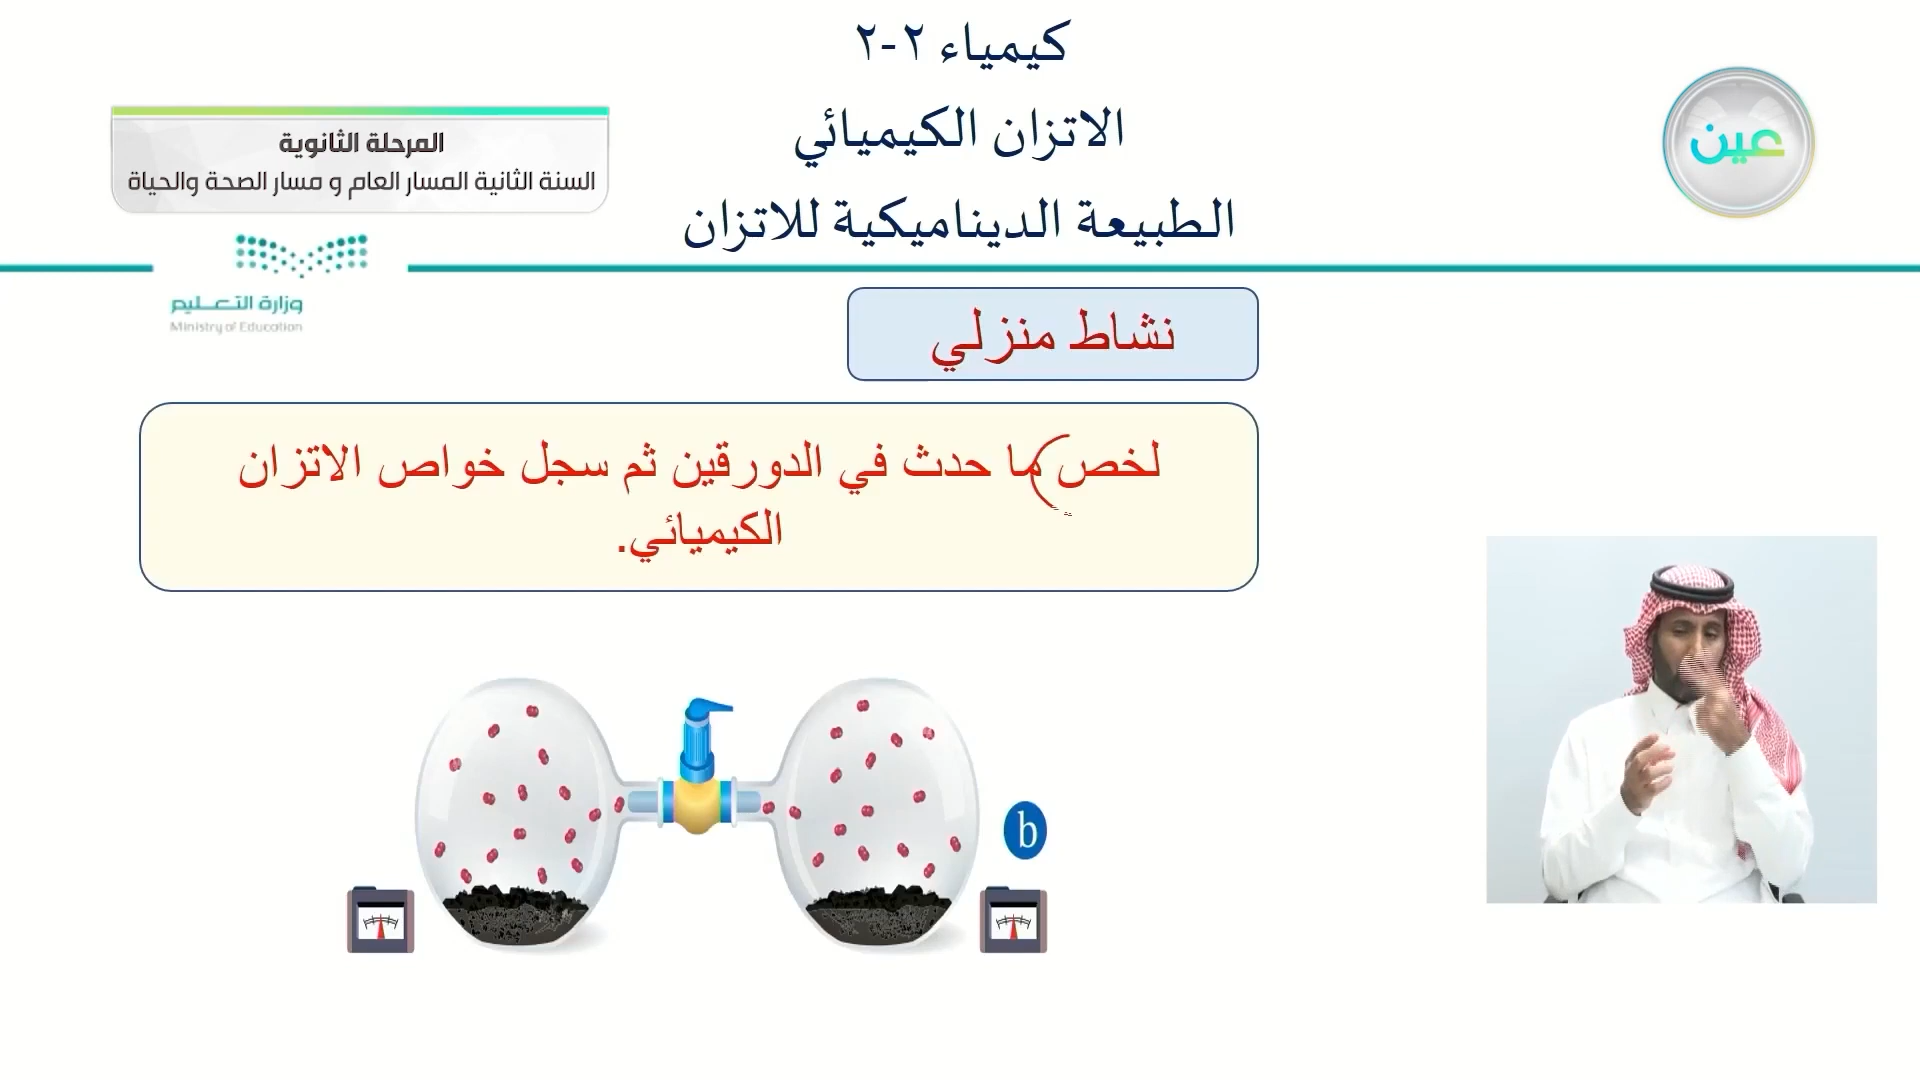 كيمياء ٢-٢
الاتزان الكيميائي
الطبيعة الديناميكية للاتزان
عين
المرحلة الثانوية
السنة الثانية المسار العام و مسار الصحة والحياة
وزارة التعليم
Ministry of Education
نشاط منزلي
لخص ما حدث في الدورقين ثم سجل خواص الاتزان
الكيميائي.
b